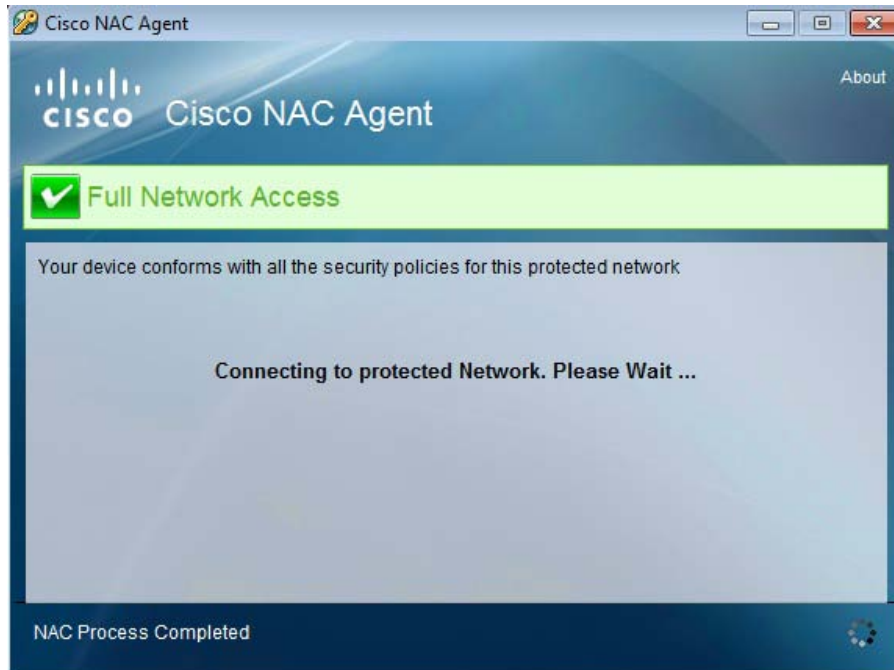 Cisco NAC Agent
About
CISCO Cisco NAC Agent
Full Network Access
Your device conforms with all the security policies for this protected network
Connecting to protected Network. Please Wait ...
NAC Process Completed